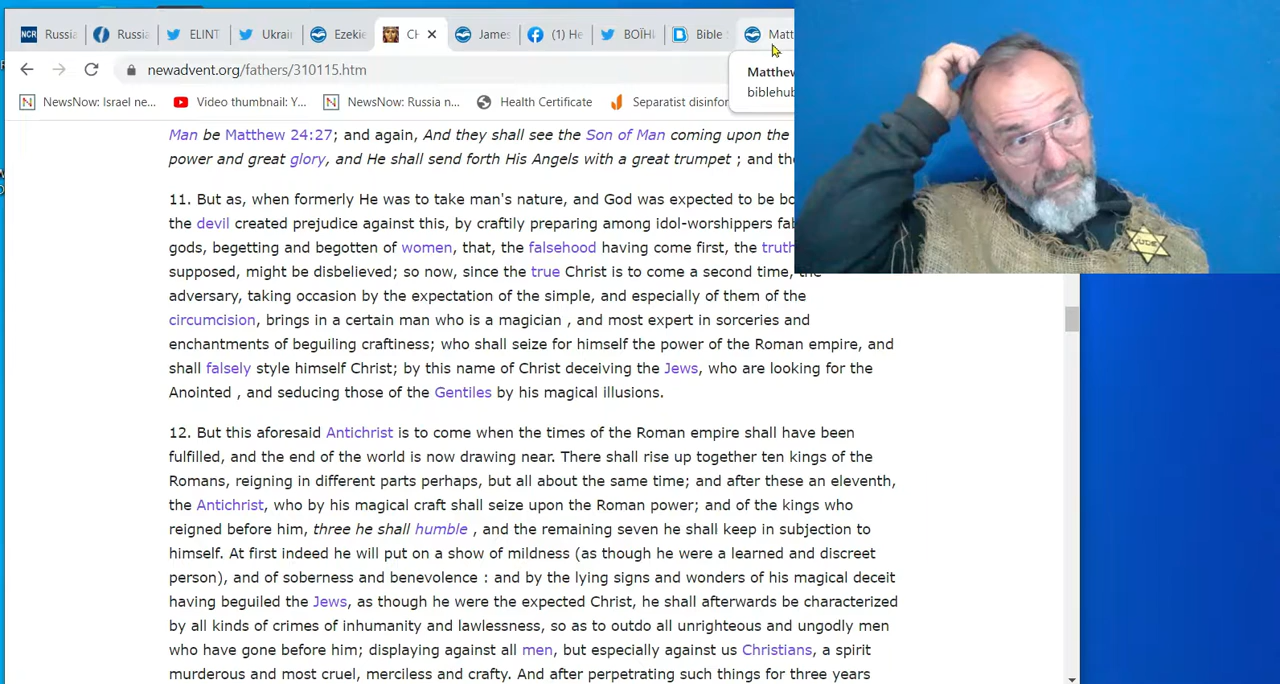 Russia
Russia
ELINT
Ukrai
Ezekie
CH
James
(1) He
BOÏHI
Bible
Matt
newadvent.org/fathers/310115.htm
Matthew
biblehub
NewsNow: Israel ne...
Video thumbnail: Y...
NewsNow: Russia n...
Health Certificate
Separatist disinfor
JUDE
Man be Matthew 24:27; and again, And they shall see the Son of Man coming upon the
power and great glory, and He shall send forth His Angels with a great trumpet ; and the
11. But as, when formerly He was to take man's nature, and God was expected to be bo
the devil created prejudice against this, by craftily preparing among idol-worshippers fab
gods, begetting and begotten of women, that, the falsehood having come first, the truth
supposed, might be disbelieved; so now, since the true Christ is to come a second time, the
adversary, taking occasion by the expectation of the simple, and especially of them of the
circumcision, brings in a certain man who is a magician , and most expert in sorceries and
enchantments of beguiling craftiness; who shall seize for himself the power of the Roman empire, and
shall falsely style himself Christ; by this name of Christ deceiving the Jews, who are looking for the
Anointed , and seducing those of the Gentiles by his magical illusions.
12. But this aforesaid Antichrist is to come when the times of the Roman empire shall have been
fulfilled, and the end of the world is now drawing near. There shall rise up together ten kings of the
Romans, reigning in different parts perhaps, but all about the same time; and after these an eleventh,
the Antichrist, who by his magical craft shall seize upon the Roman power; and of the kings who
reigned before him, three he shall humble , and the remaining seven he shall keep in subjection to
himself. At first indeed he will put on a show of mildness (as though he were a learned and discreet
person), and of soberness and benevolence : and by the lying signs and wonders of his magical deceit
having beguiled the Jews, as though he were the expected Christ, he shall afterwards be characterized
by all kinds of crimes of inhumanity and lawlessness, so as to outdo all unrighteous and ungodly men
who have gone before him; displaying against all men, but especially against us Christians, a spirit
murderous and most cruel, merciless and crafty. And after perpetrating such things for three years